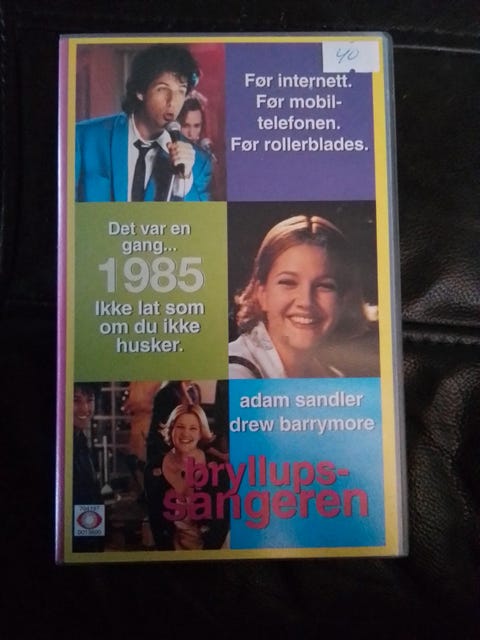 40
Før internett.
Før mobil-
telefonen.
Før rollerblades.
Det var en
gang...
1985
Ikke lat som
om du ikke
husker.
adam sandler
drew barrymore
bryllups-
sangeren